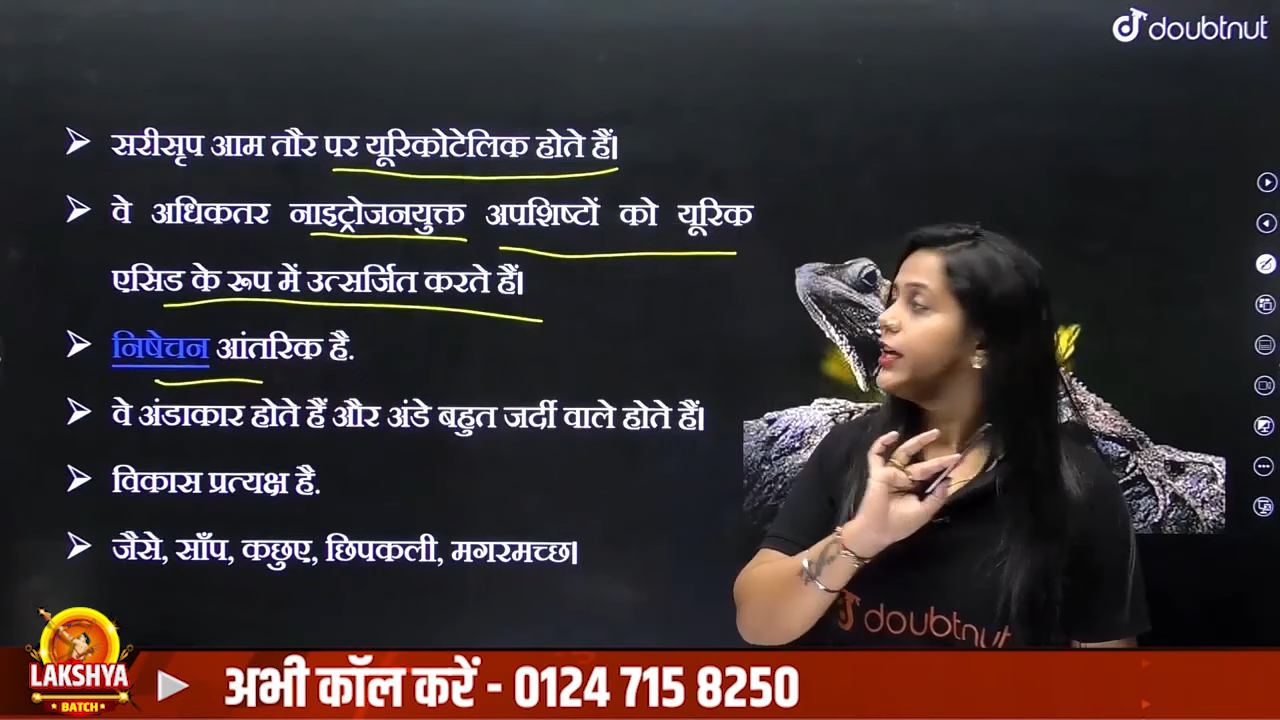 doubtnut
➢ सरीसृप आम तौर पर यूरिकोटेलिक होते हैं।
➢ वे अधिकतर नाइट्रोजनयुक्त अपशिष्टों को यूरिक
एसिड के रूप में उत्सर्जित करते हैं।
➢ निषेचन आंतरिक है.
➢ वे अंडाकार होते हैं और अंडे बहुत जर्दी वाले होते हैं।
➢ विकास प्रत्यक्ष है.
➢ जैसे, साँप, कछुए, छिपकली, मगरमच्छ।
doubtnut
LAKSHYA
BATCH
अभी कॉल करें - 0124 715 8250